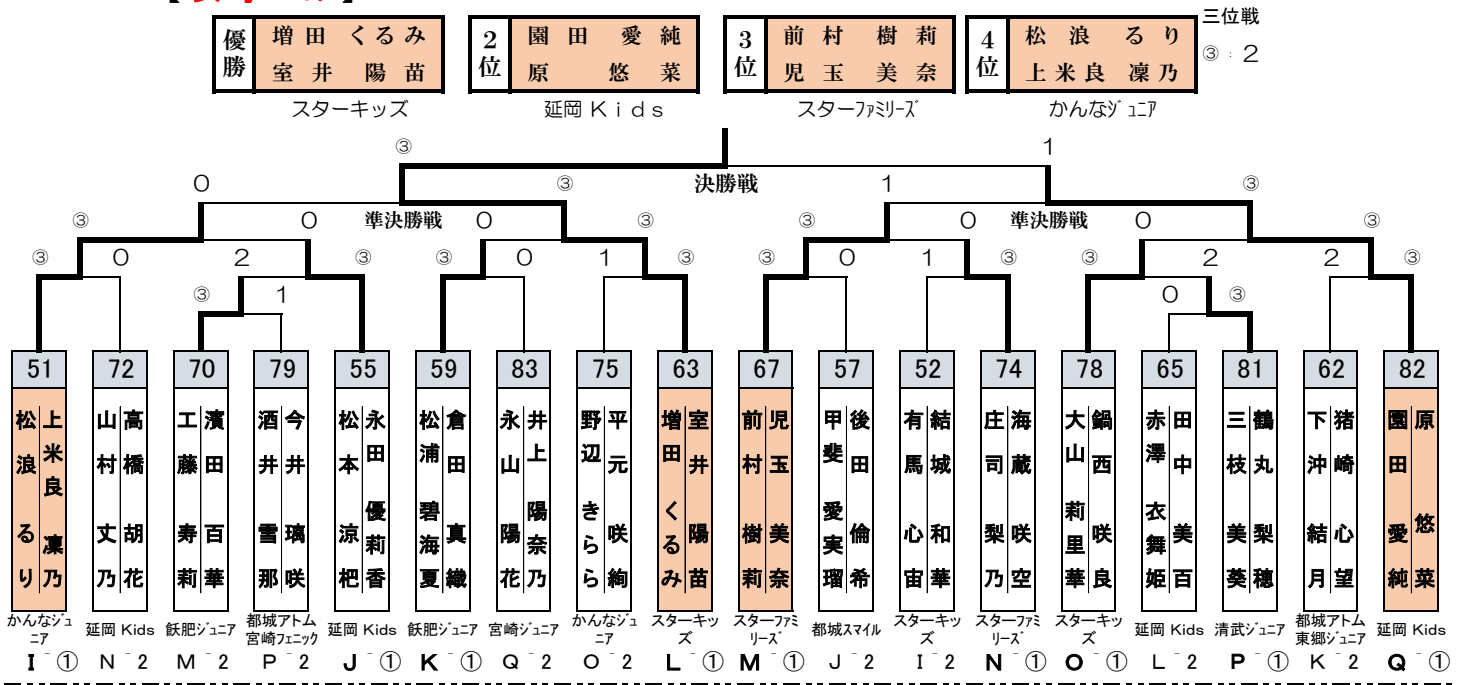 優勝 増田 くるみ 2位 園田 愛純 3位 前村 樹莉 4位 松浪 るり 三位戦
室井 陽苗 原 悠菜 児玉 美奈 上米良 凜乃 ③:2
スターキッズ 延岡Kids スターファミリーズ かんなジュニア
③ 1
0 ③ 決勝戦 1 ③
③ 0 準決勝戦 0 ③ ③ 0 準決勝戦 0 ③
③ 0 2 ③ ③ 0 1 ③ ③ 0 1 ③ ③ 2 2 ③
③ 1 0 ③
51 72 70 79 55 59 83 75 63 67 57 52 74 78 65 81 62 82
松浪 るり 上米良 凜乃
山村 丈乃 高橋 胡花
工藤 寿莉 濱田 百華
酒井 雪那 今井 璃咲
松本 涼杷 永田 優莉香
松浦 碧海夏 倉田 真織
永山 陽花 井上 陽奈乃
野辺 きらら 平元 咲絢
増田 くるみ 室井 陽苗
前村 樹莉 児玉 美奈
甲斐 愛実瑠 後田 倫希
有馬 心宙 結城 和華
庄司 梨乃 海蔵 咲空
大山 莉里華 鍋西 咲良
赤澤 衣舞姫 田中 美百
三枝 美葵 鶴丸 梨穂
下沖 結月 猪崎 心望
園田 愛純 原 悠菜
かんなジュニア 延岡 Kids 飫肥ジュニア 都城アトム宮崎フェニック 延岡 Kids 飫肥ジュニア 宮崎ジュニア かんなジュニア スターキッズ スターファミリーズ 都城スマイル スターキッズ スターファミリーズ スターキッズ 延岡 Kids 清武ジュニア 都城アトム東郷ジュニア 延岡 Kids
I-① N-2 M-2 P-2 J-① K-① Q-2 O-2 L-① M-① J-2 I-2 N-① O-① L-2 P-① K-2 Q-①